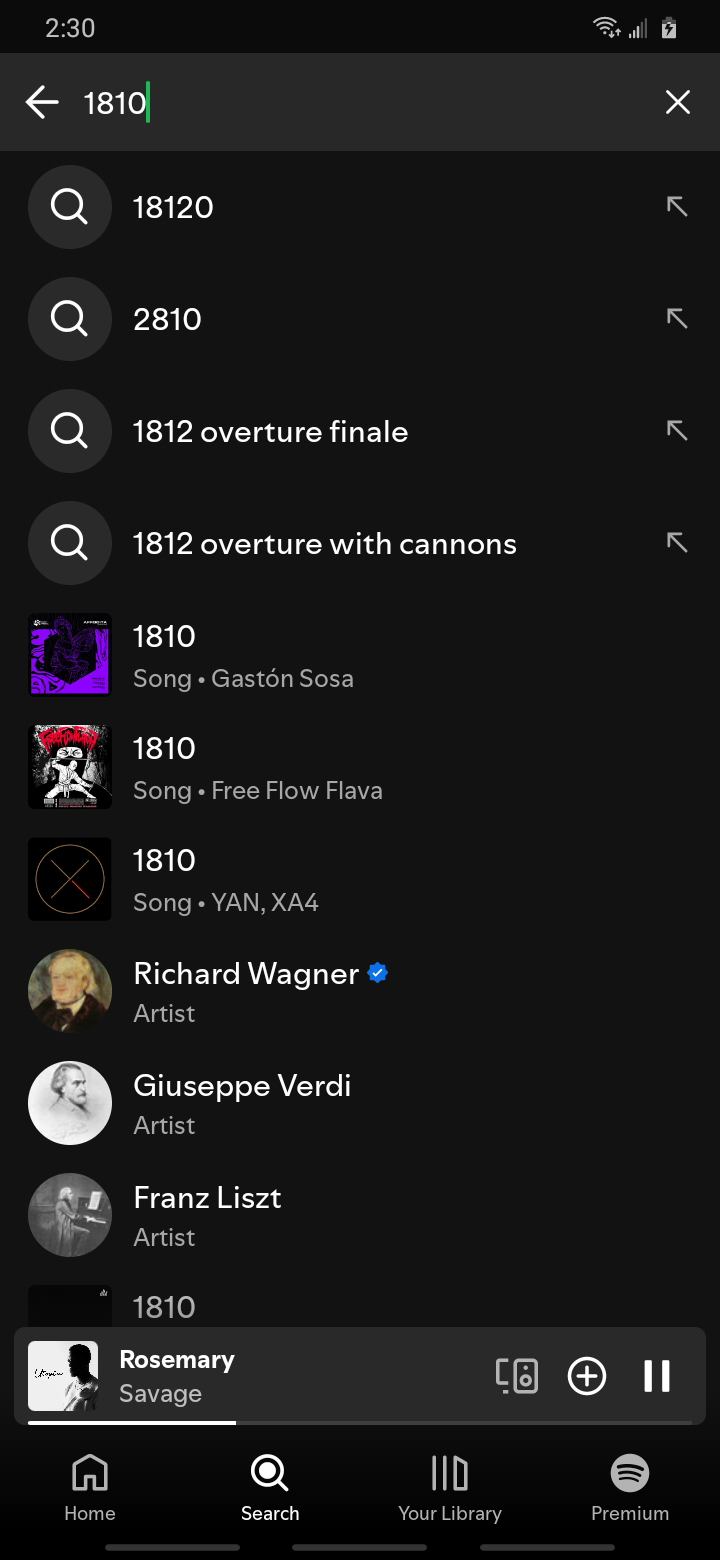 2:30
1810
18120
2810
1812 overture finale
1812 overture with cannons
1810
Song • Gastón Sosa
1810
Song • Free Flow Flava
1810
Song • YAN, XA4
Richard Wagner
Artist
Giuseppe Verdi
Artist
Franz Liszt
Artist
1810
Rosemary
Savage
Home
Search
Your Library
Premium